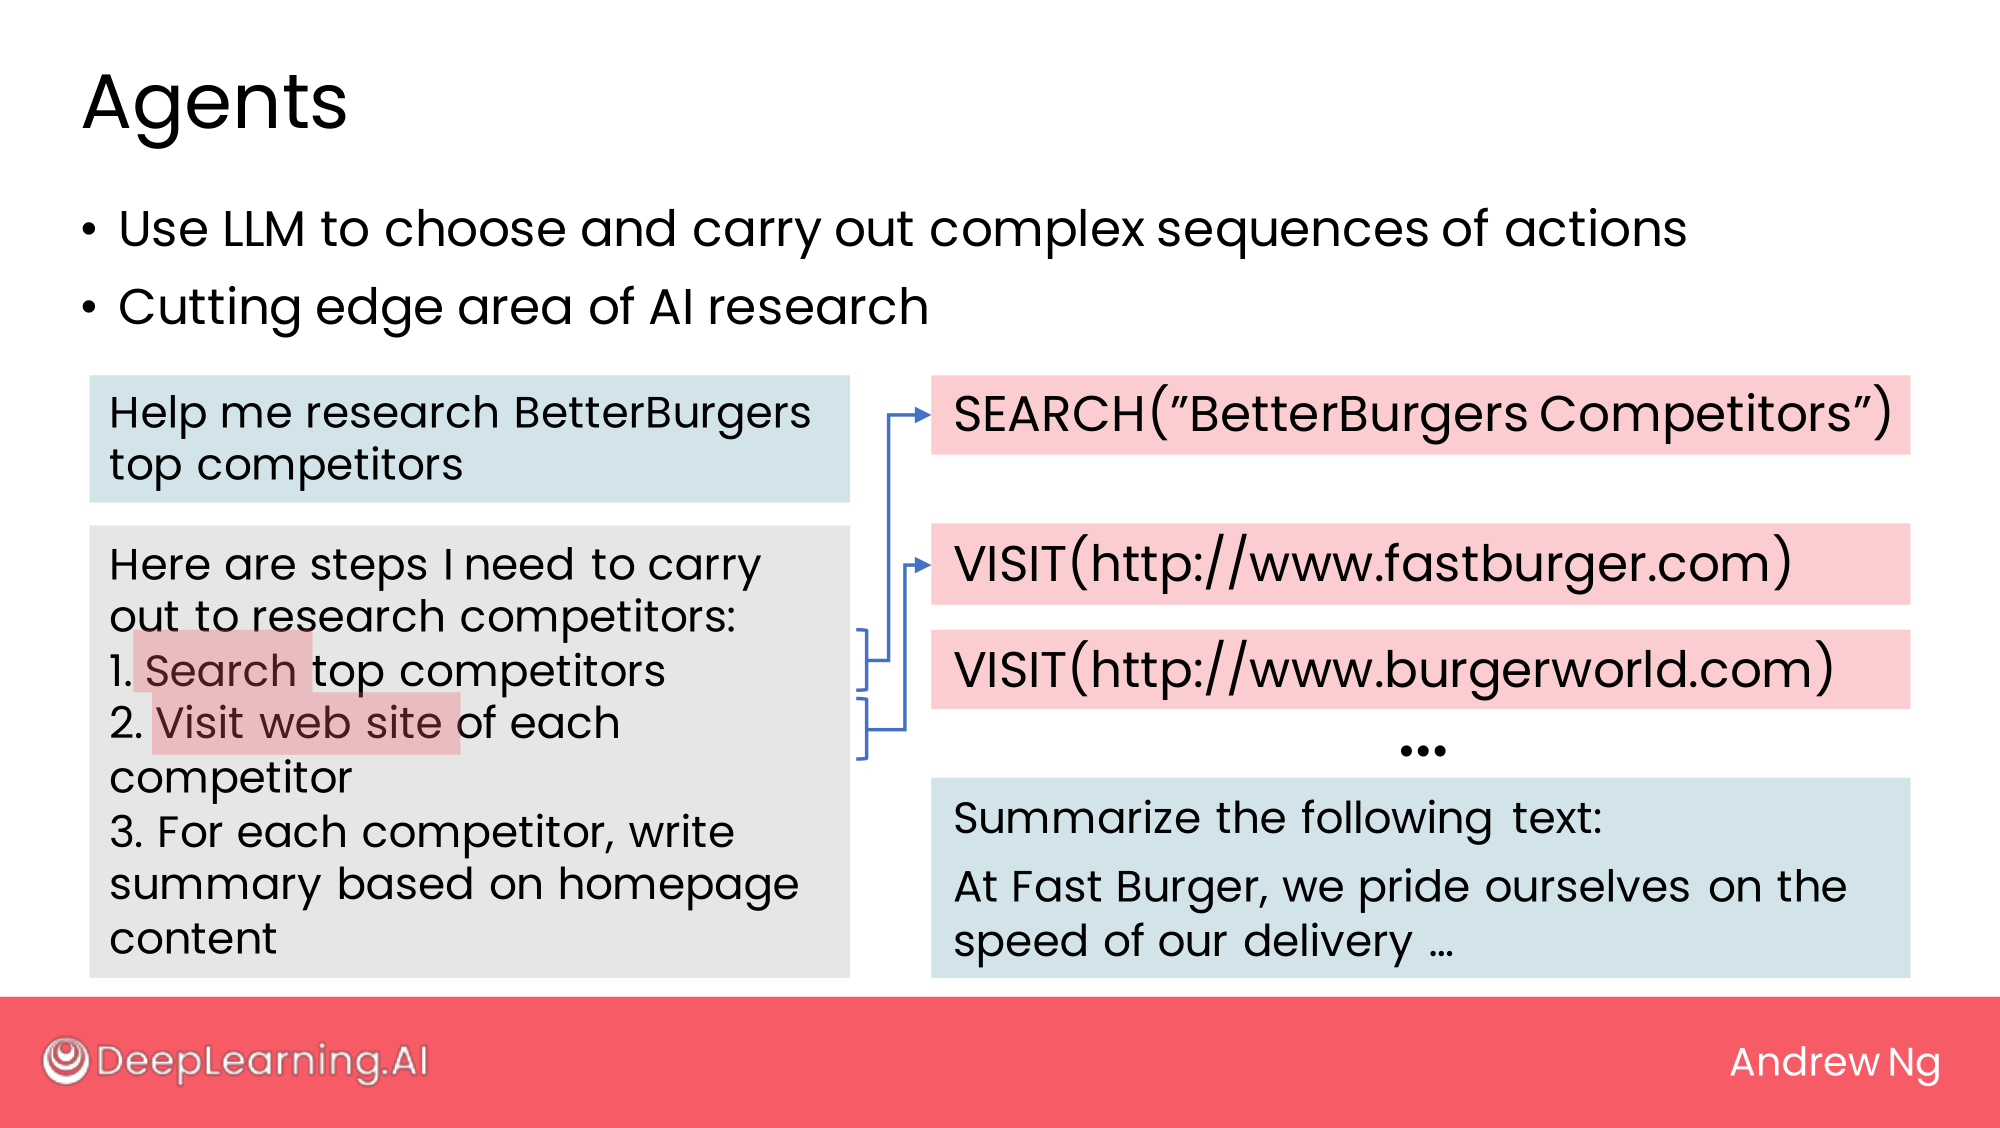 Agents
• Use LLM to choose and carry out complex sequences of actions
• Cutting edge area of AI research
Help me research BetterBurgers
top competitors
Here are steps I need to carry
out to research competitors:
1. Search top competitors
2. Visit web site of each
competitor
3. For each competitor, write
summary based on homepage
content
SEARCH(”BetterBurgers Competitors”)
VISIT(http://www.fastburger.com)
VISIT(http://www.burgerworld.com)
...
Summarize the following text:
At Fast Burger, we pride ourselves on the
speed of our delivery …
DeepLearning.AI
Andrew Ng